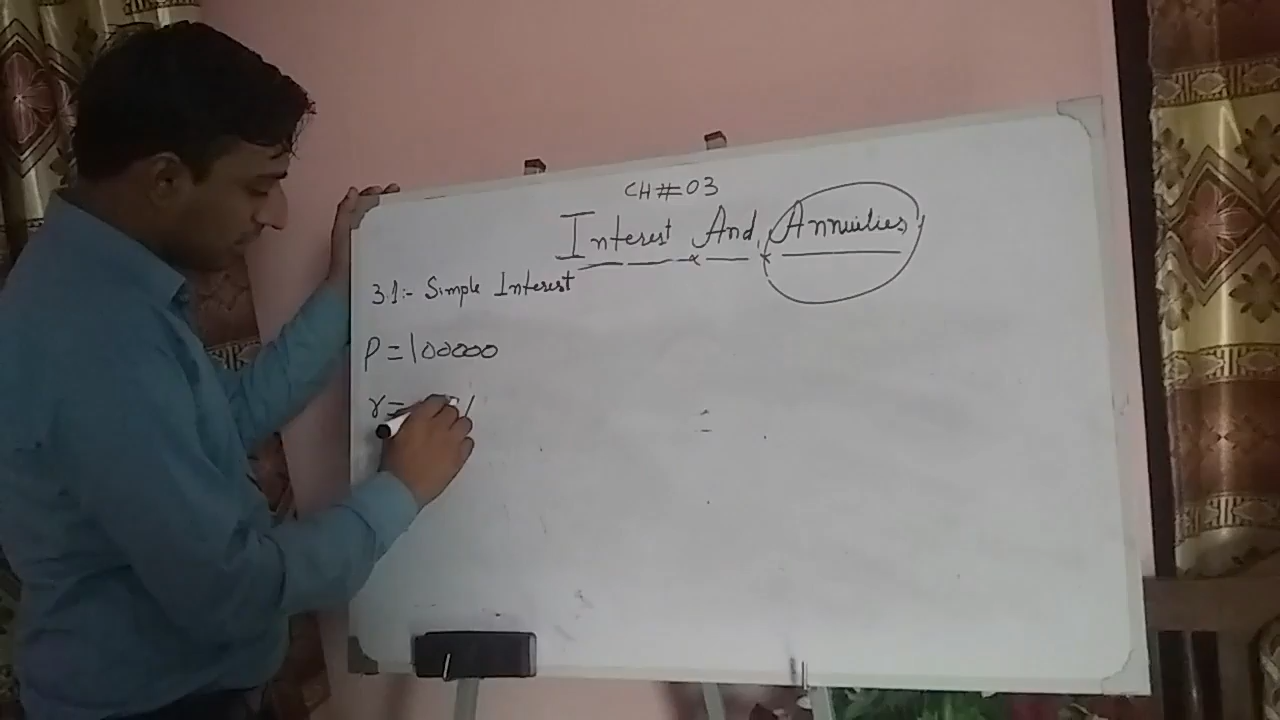 CH#03
Interest And Annuities
3.1:- Simple Interest
P=100000
r=